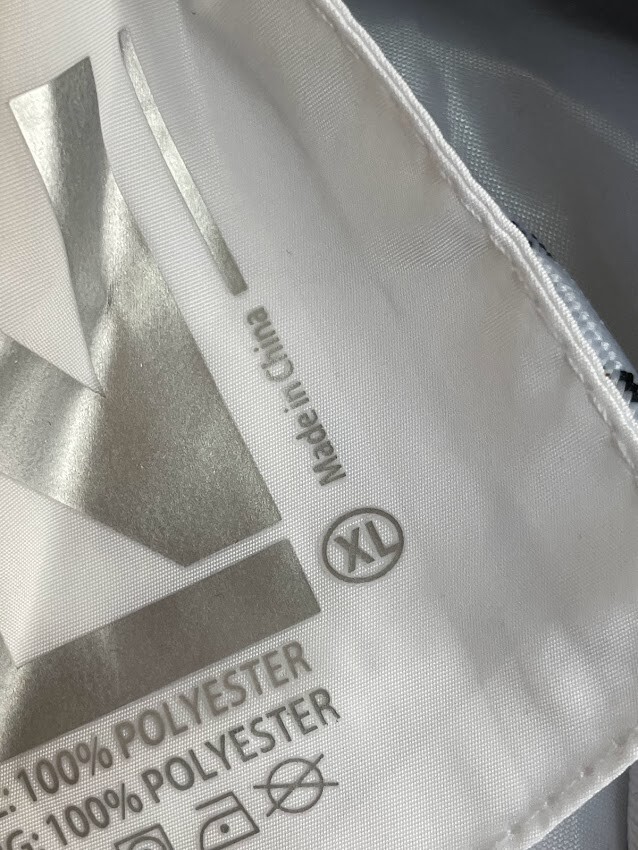 Made in China
XL
: 100% POLYESTER
G: 100% POLYESTER